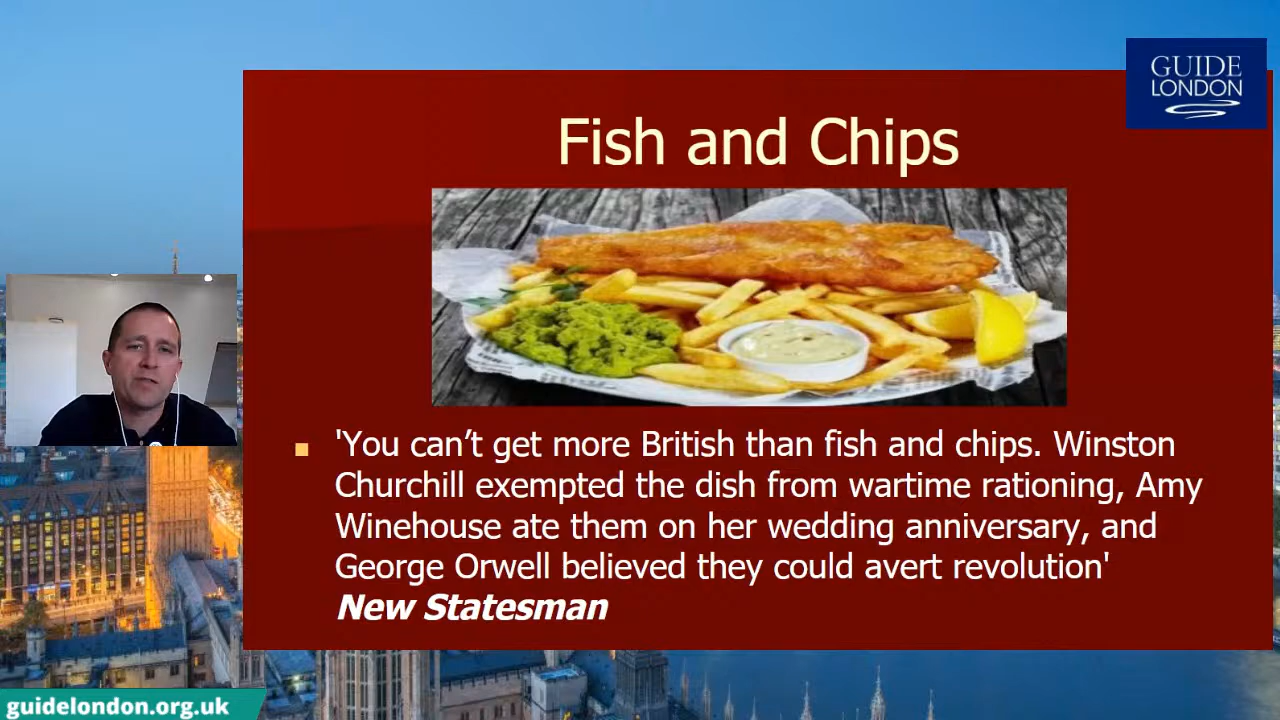 GUIDE
LONDON
Fish and Chips
'You can’t get more British than fish and chips. Winston
Churchill exempted the dish from wartime rationing, Amy
Winehouse ate them on her wedding anniversary, and
George Orwell believed they could avert revolution'
New Statesman
guidelondon.org.uk